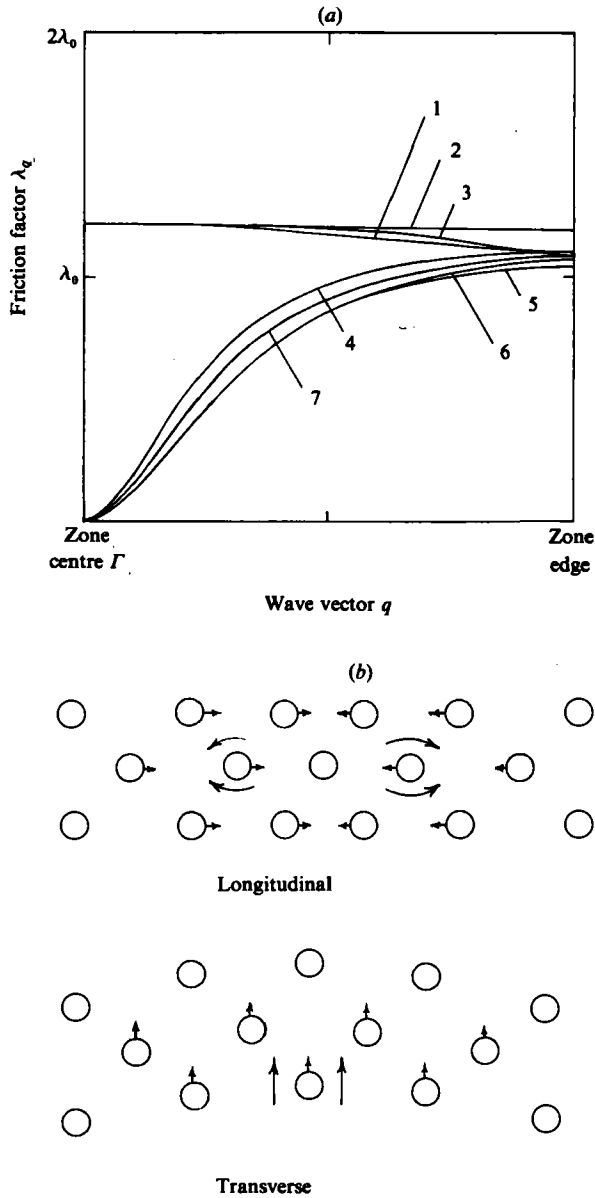 (a)
2λ₀
1
2
3
Friction factor λq
λ₀
4
5
6
7
Zone
centre Γ
Zone
edge
Wave vector q
(b)
Longitudinal
Transverse